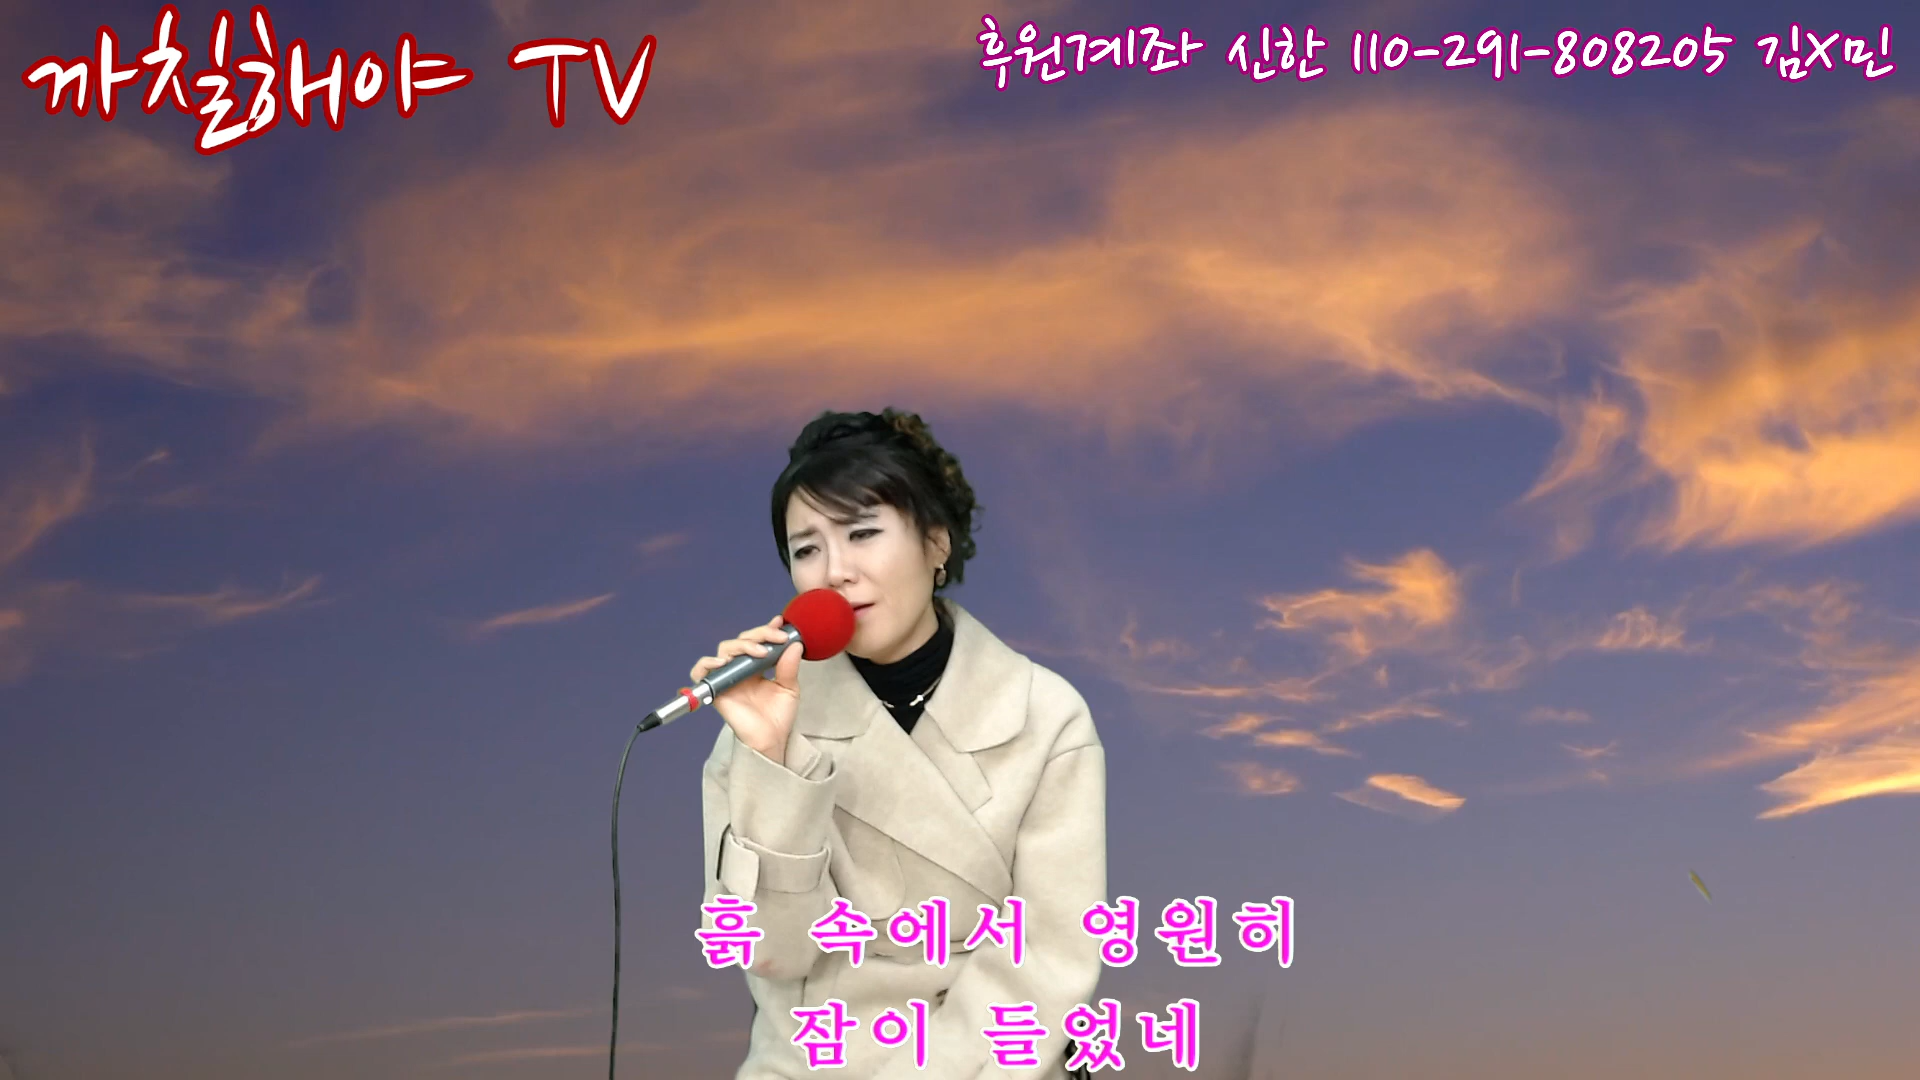 까칠해야 TV
후원계좌 신한 110-291-808205 김X민
흙 속에서 영원히
잠이 들었네